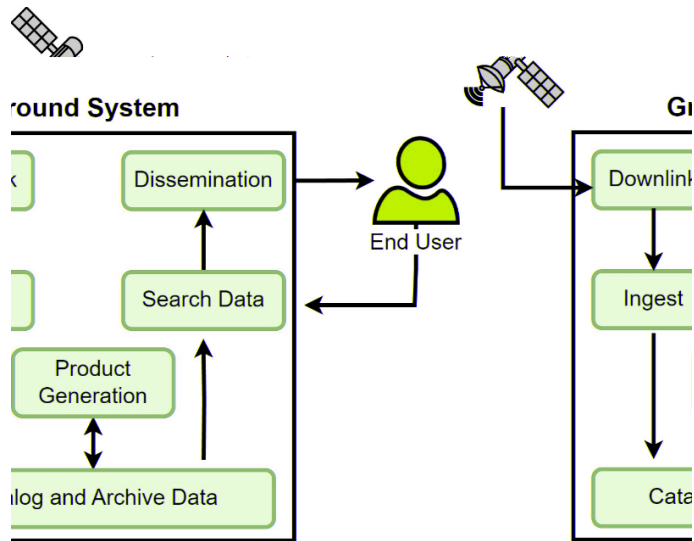 round System
Gr
k
Dissemination
Downlink
End User
Search Data
Ingest
Product
Generation
alog and Archive Data
Cata